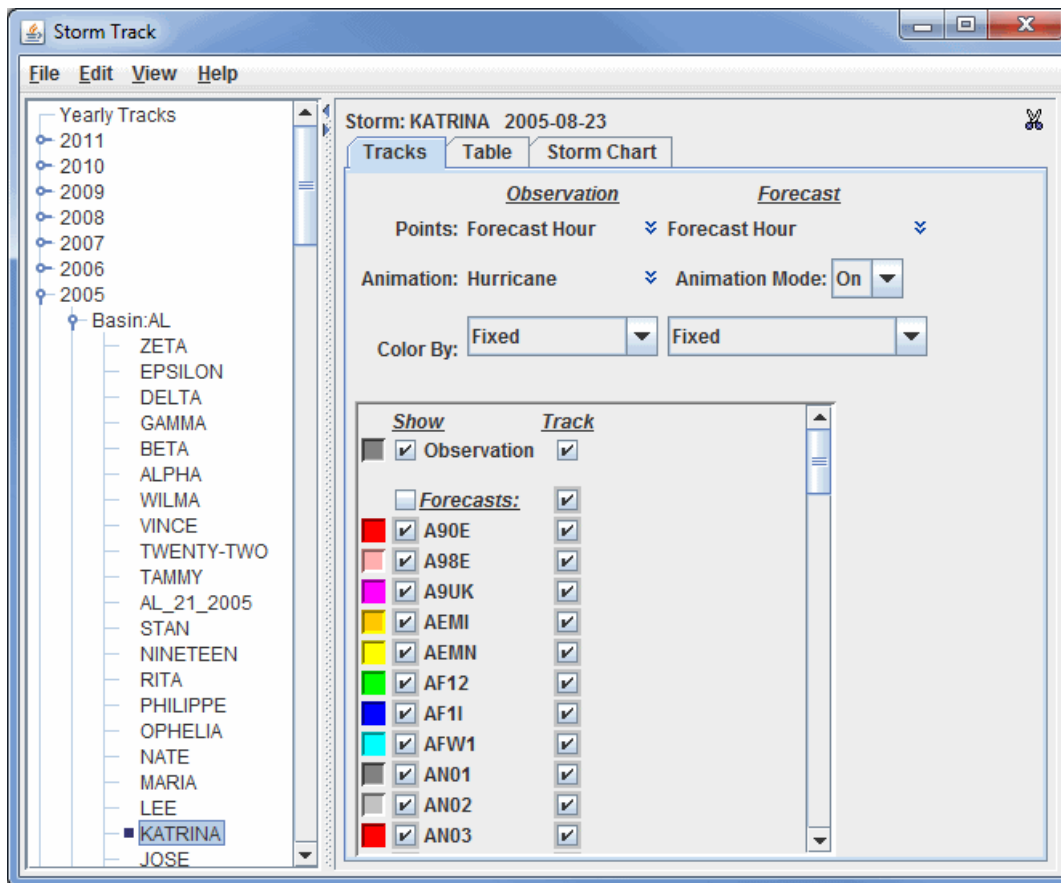 Storm Track
File Edit View Help
Yearly Tracks
2011
2010
2009
2008
2007
2006
2005
Basin:AL
ZETA
EPSILON
DELTA
GAMMA
BETA
ALPHA
WILMA
VINCE
TWENTY-TWO
TAMMY
AL_21_2005
STAN
NINETEEN
RITA
PHILIPPE
OPHELIA
NATE
MARIA
LEE
KATRINA
JOSE
Storm: KATRINA 2005-08-23
Tracks Table Storm Chart
Observation Forecast
Points: Forecast Hour Forecast Hour
Animation: Hurricane Animation Mode: On
Color By: Fixed Fixed
Show Track
Observation
Forecasts:
A90E
A98E
A9UK
AEMI
AEMN
AF12
AF1I
AFW1
AN01
AN02
AN03